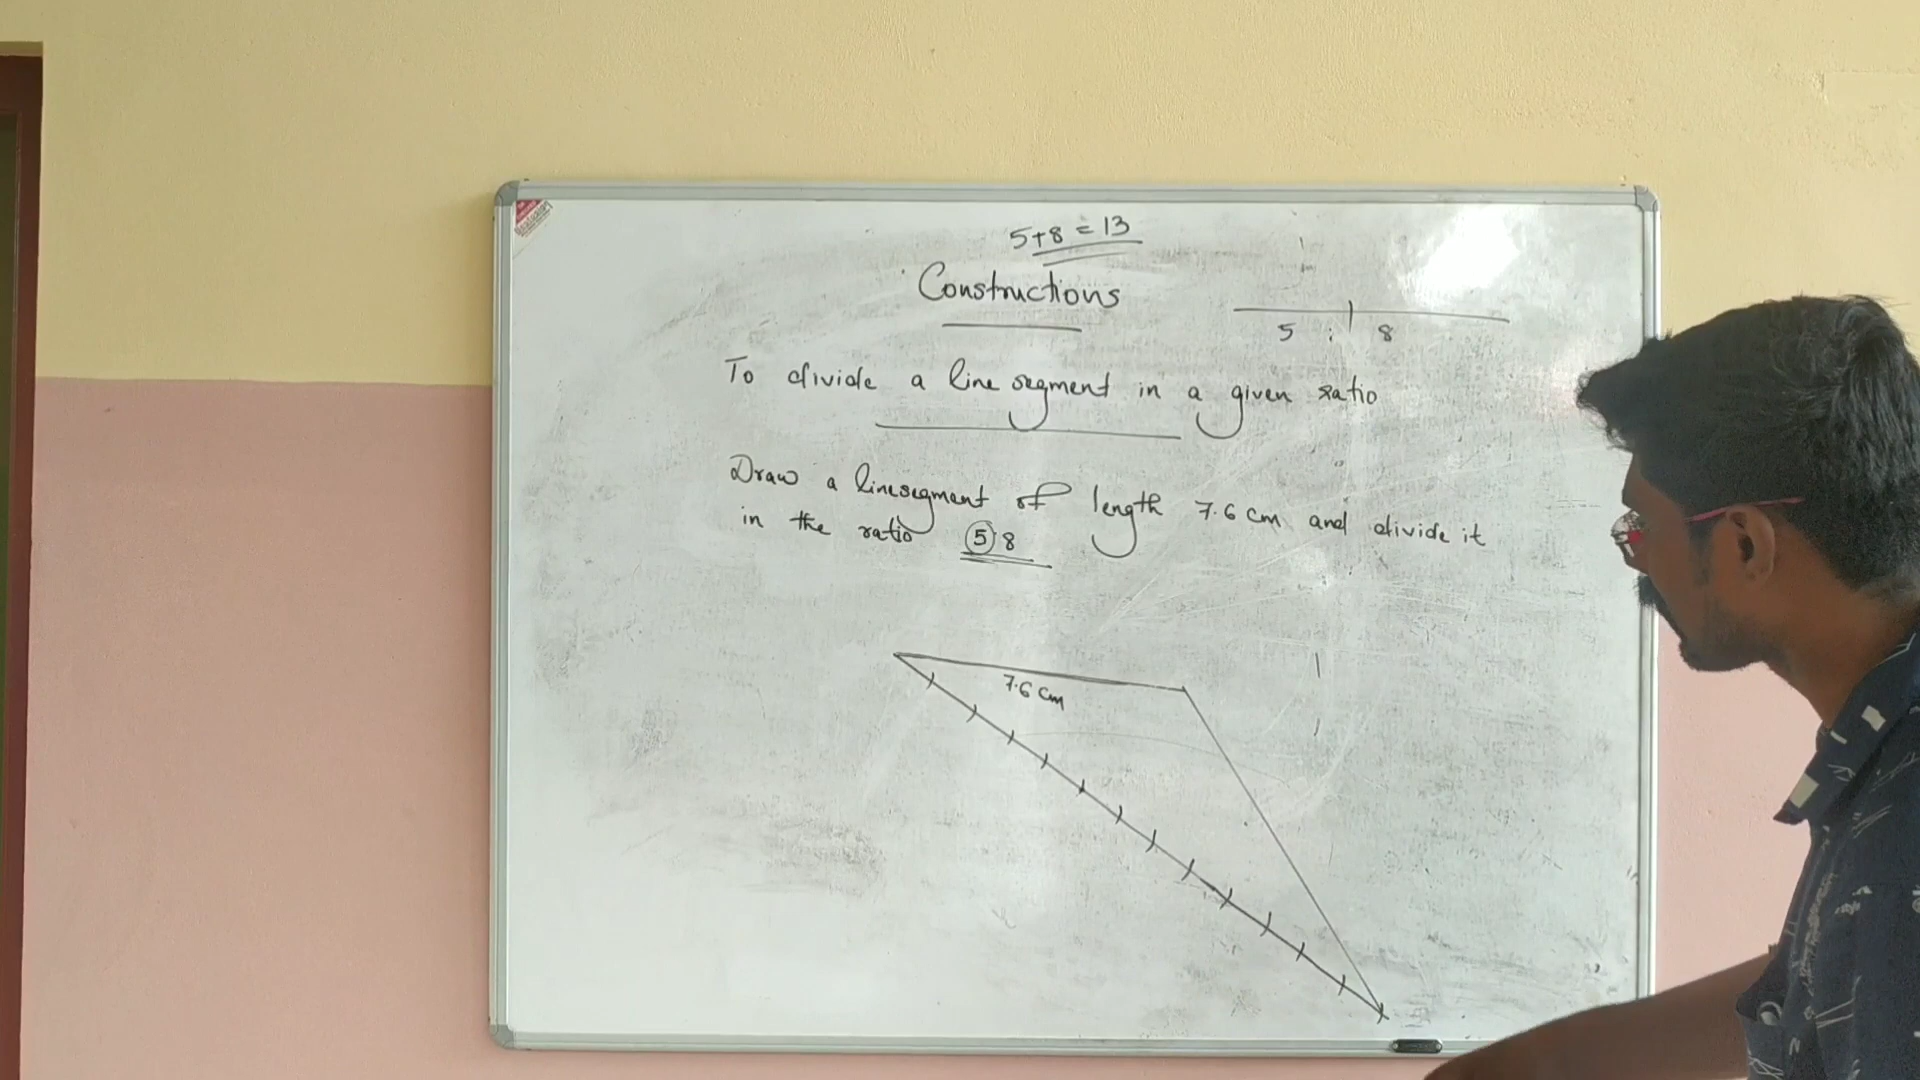 5+8 = 13
Constructions
5 : 8
To divide a line segment in a given ratio
Draw a linesegment of length 7.6 cm and divide it
in the ratio 5:8
7.6 cm